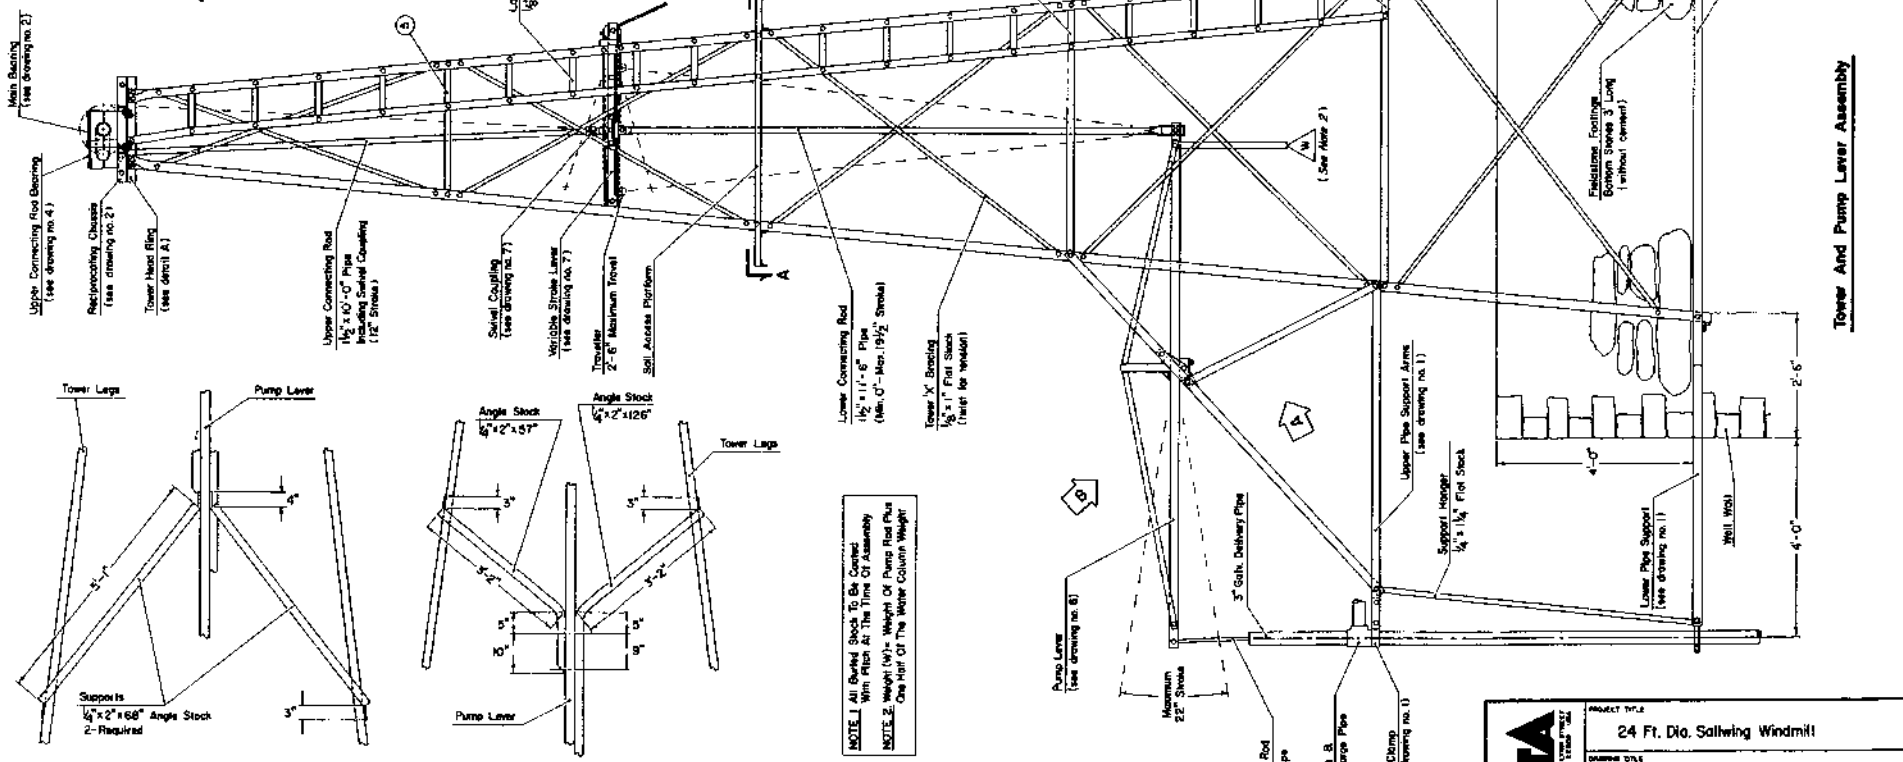 Main Bearing
(see drawing no. 2)
Upper Connecting Rod Bearing
(see drawing no. 4)
Reciprocating Chassis
(see drawing no. 2)
Tower Head Ring
(see detail A)
Upper Connecting Rod
1½" x 10'-0" Pipe
Including Swivel Coupling
(12" Stroke)
Swivel Coupling
(see drawing no. 7)
Variable Stroke Lever
(see drawing no. 7)
Traveller
2'-6" Maximum Travel
Sail Access Platform
A
Lower Connecting Rod
1½" x 11'-6" Pipe
(Min. 0"-Max. 19½" Stroke)
Tower 'X' Bracing
⅛" x 1" Flat Stock
(twist for tension)
W
(See Note 2)
Fieldstone Footings
Bottom Stones 3' Long
(without cement)
Tower And Pump Lever Assembly
Tower Legs
Pump Lever
4"
5'-1"
Supports
¼" x 2" x 68" Angle Stock
2-Required
3"
Angle Stock
¼" x 2" x 57"
Angle Stock
¼" x 2" x 126"
Tower Legs
3"
3"
3'-2"
3'-2"
5"
5"
10"
9"
Pump Lever
NOTE 1 All Buried Stock To Be Coated
With Pitch At The Time Of Assembly
NOTE 2 Weight (W)= Weight Of Pump Rod Plus
One Half Of The Water Column Weight
B
A
Pump Lever
(see drawing no. 6)
Maximum
22" Stroke
3" Galv. Delivery Pipe
Upper Pipe Support Arms
(see drawing no. 1)
Support Hanger
¼" x 1¼" Flat Stock
Lower Pipe Support
(see drawing no. 1)
Well Wall
4'-0"
2'-6"
4'-0"
Rod
Clamp
PROJECT TITLE
24 Ft. Dia. Sailwing Windmill
DRAWING TITLE